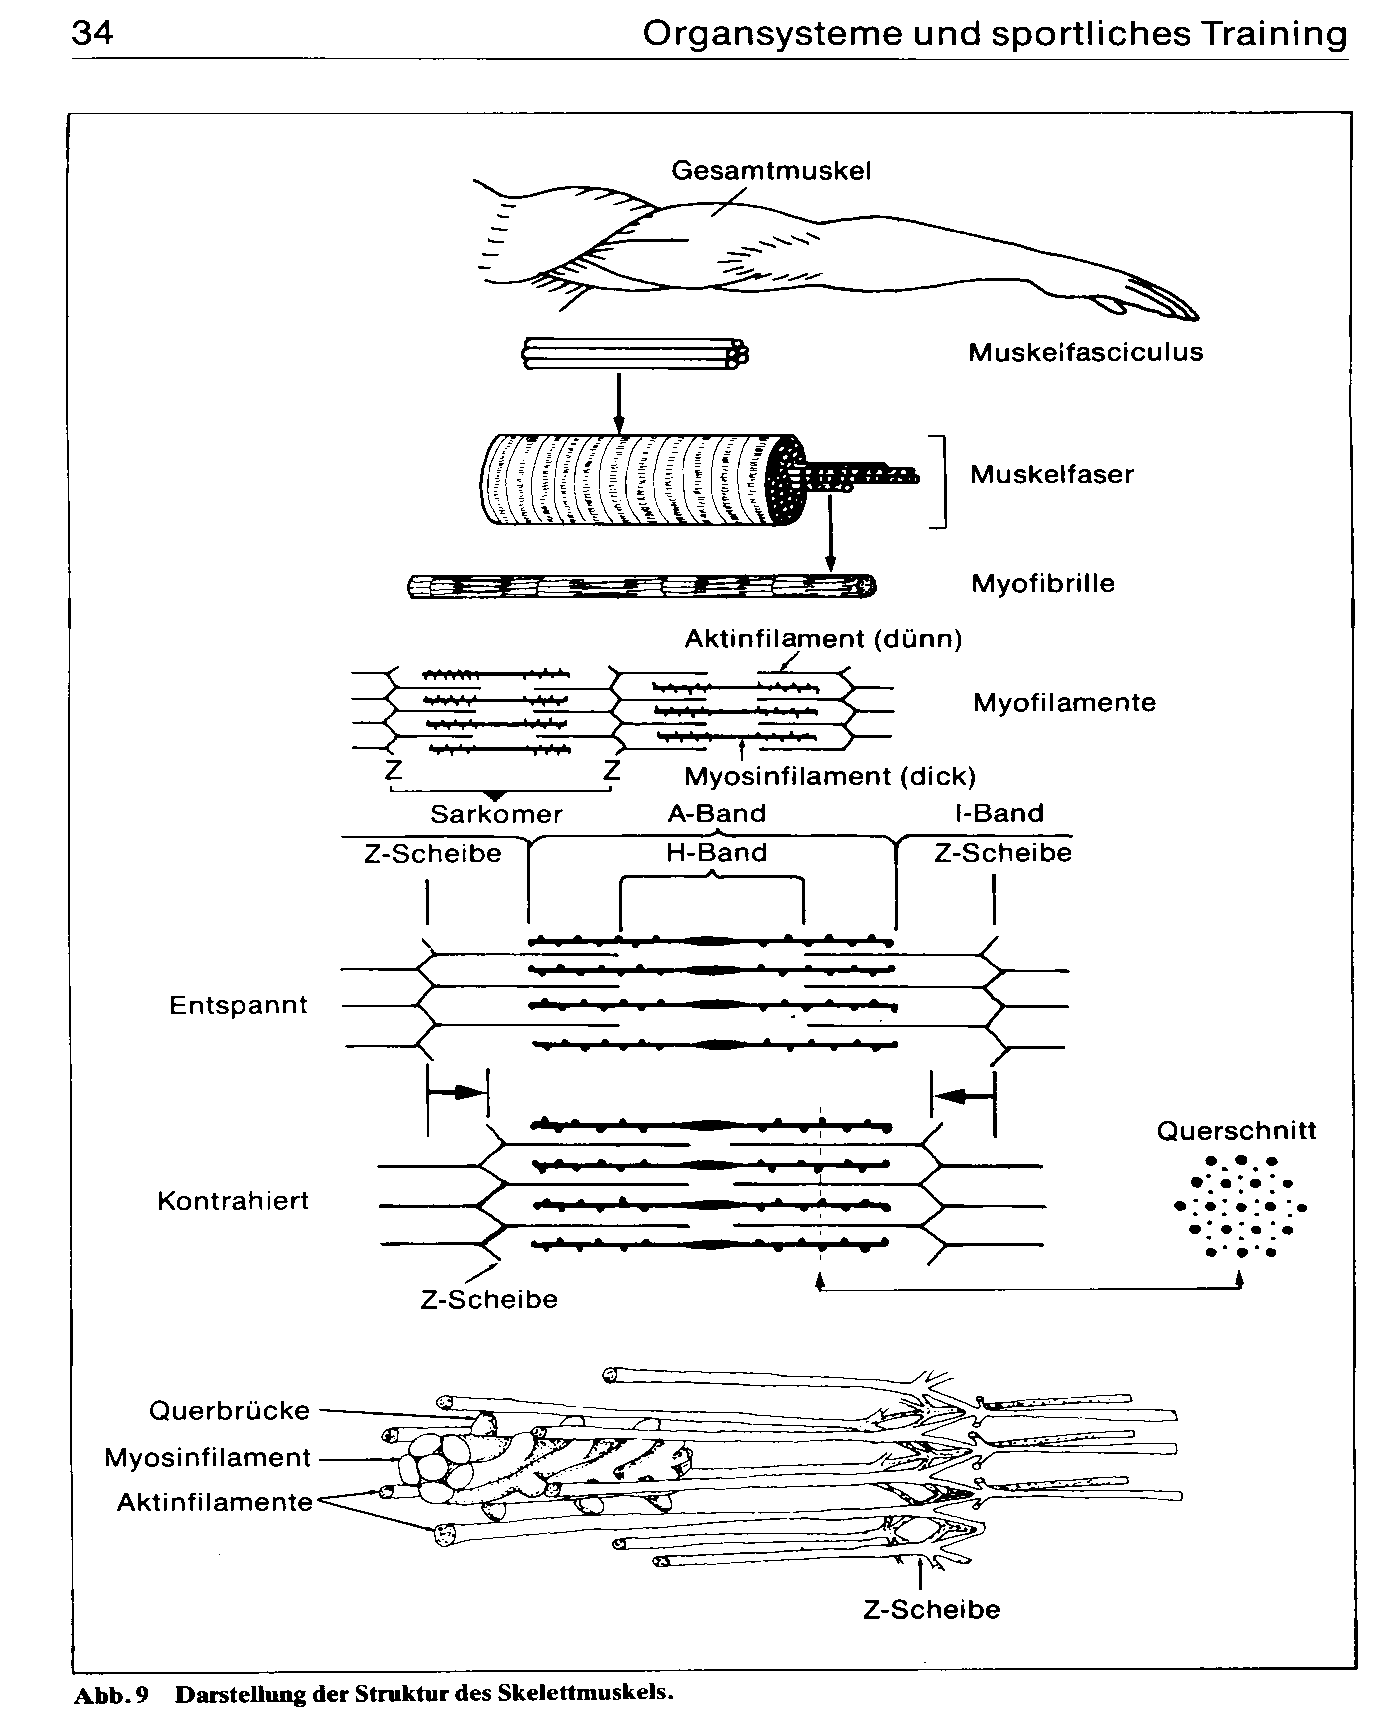 34
Organsysteme und sportliches Training
Gesamtmuskel
Muskelfasciculus
Muskelfaser
Myofibrille
Aktinfilament (dünn)
Myofilamente
Z
Z
Myosinfilament (dick)
Sarkomer
A-Band
I-Band
Z-Scheibe
H-Band
Z-Scheibe
Entspannt
Querschnitt
Kontrahiert
Z-Scheibe
Querbrücke
Myosinfilament
Aktinfilamente
Z-Scheibe
Abb. 9 Darstellung der Struktur des Skelettmuskels.